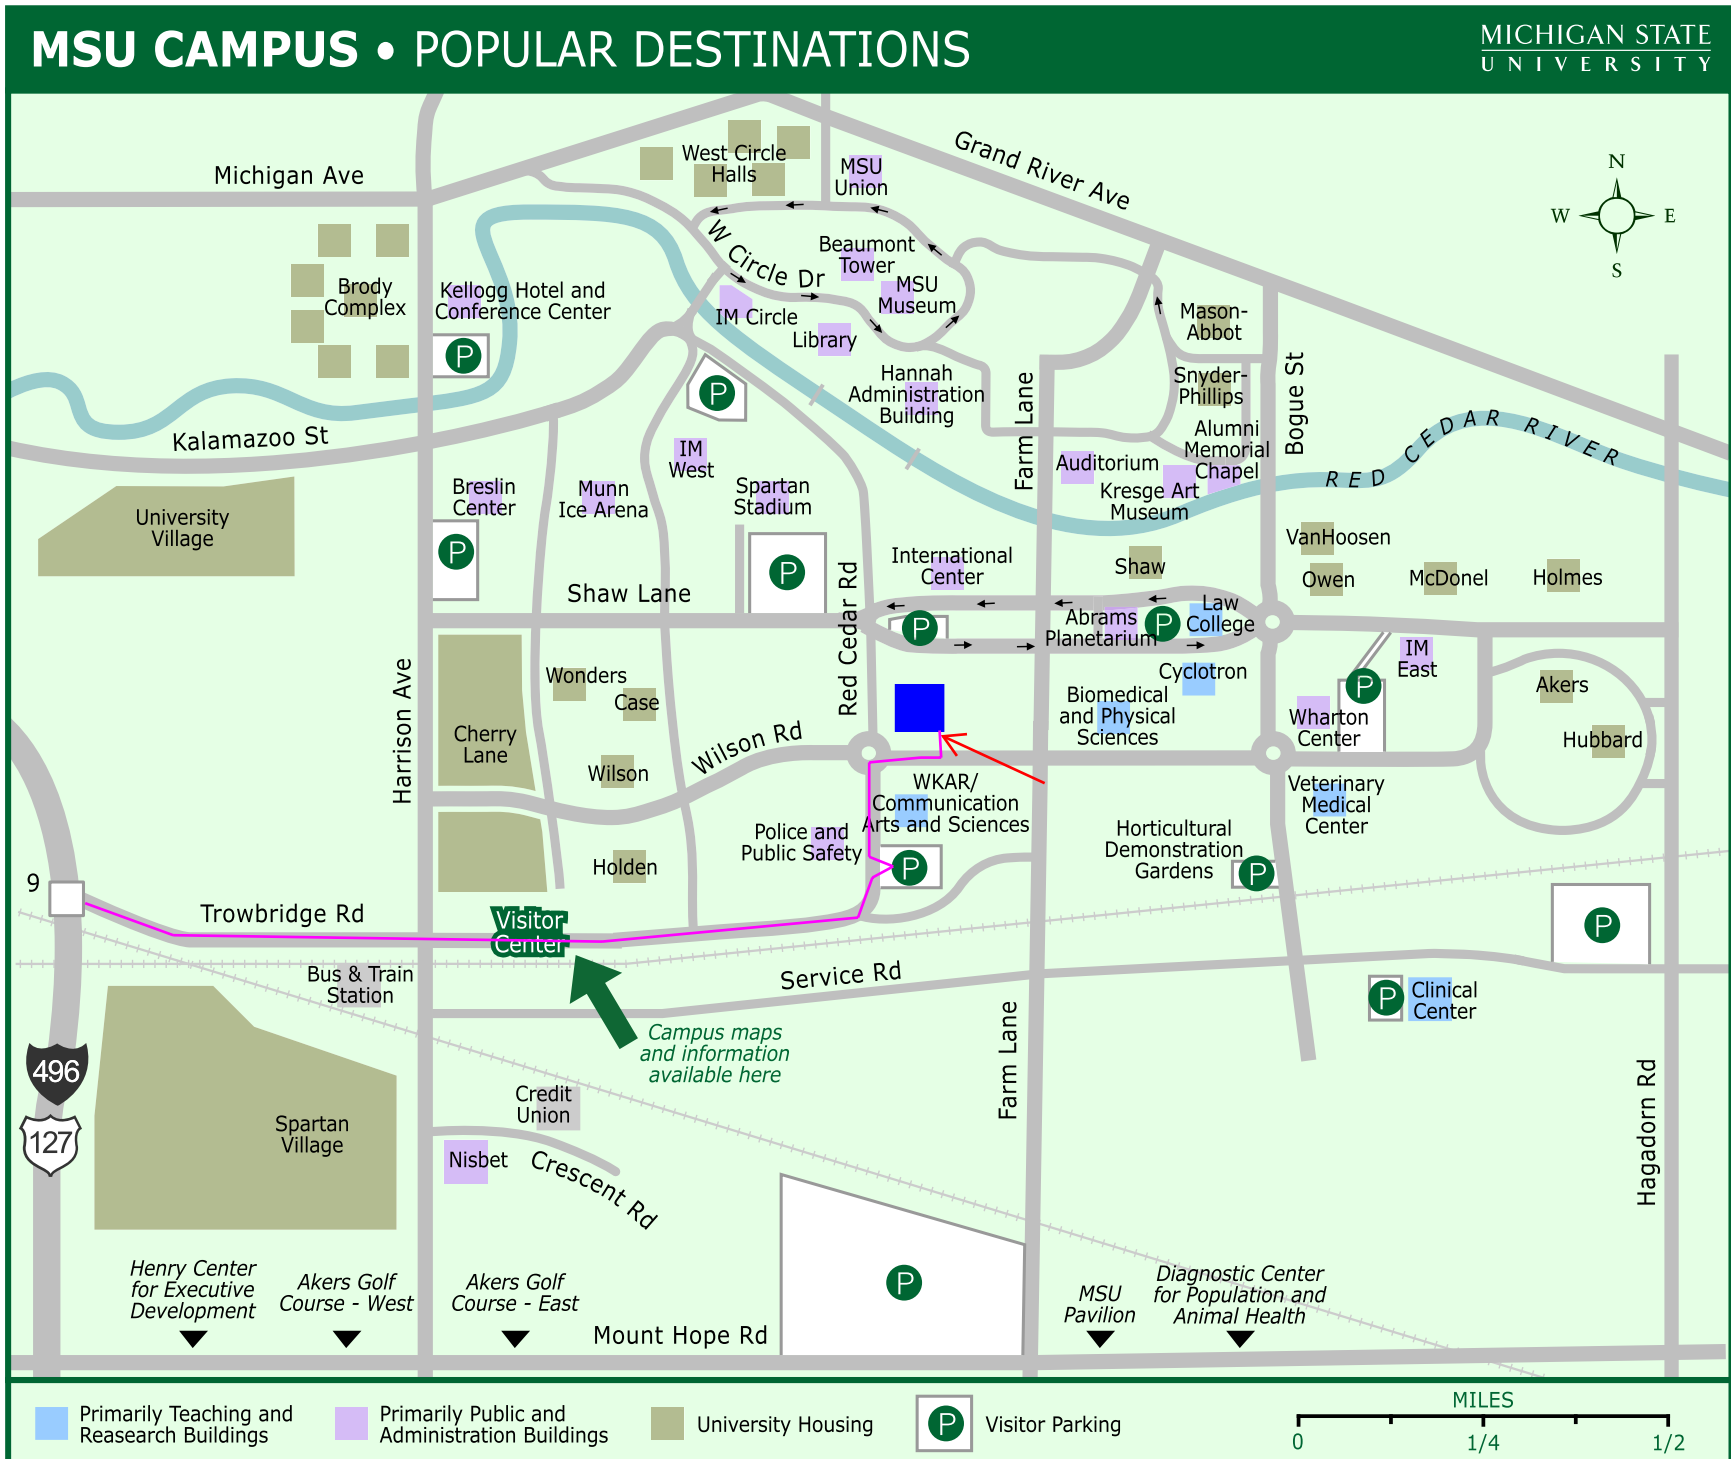 MSU CAMPUS • POPULAR DESTINATIONS
MICHIGAN STATE
UNIVERSITY
Michigan Ave
West Circle
Halls
MSU
Union
Grand River Ave
N
W
E
S
W Circle Dr
Beaumont
Tower
MSU
Museum
Brody
Complex
Kellogg Hotel and
Conference Center
P
IM Circle
Library
Mason-
Abbot
Snyder-
Phillips
Bogue St
Hannah
Administration
Building
Farm Lane
P
Kalamazoo St
IM
West
Alumni
Memorial
Chapel
Auditorium
Kresge Art
Museum
RED CEDAR RIVER
University
Village
Breslin
Center
P
Munn
Ice Arena
Spartan
Stadium
P
International
Center
Shaw
VanHoosen
Owen
McDonel
Holmes
Shaw Lane
Red Cedar Rd
P
Abrams
Planetarium
P
Law
College
Harrison Ave
Cherry
Lane
Wonders
Case
Wilson
Wilson Rd
Cyclotron
Biomedical
and Physical
Sciences
IM
East
P
Wharton
Center
Akers
Hubbard
WKAR/
Communication
Arts and Sciences
Police and
Public Safety
P
Holden
Veterinary
Medical
Center
Horticultural
Demonstration
Gardens
P
9
Trowbridge Rd
Visitor
Center
P
Bus & Train
Station
Service Rd
P
Clinical
Center
Campus maps
and information
available here
496
127
Farm Lane
Hagadorn Rd
Spartan
Village
Credit
Union
Nisbet
Crescent Rd
P
Henry Center
for Executive
Development
Akers Golf
Course - West
Akers Golf
Course - East
Mount Hope Rd
MSU
Pavilion
Diagnostic Center
for Population and
Animal Health
Primarily Teaching and
Reasearch Buildings
Primarily Public and
Administration Buildings
University Housing
P
Visitor Parking
MILES
0
1/4
1/2